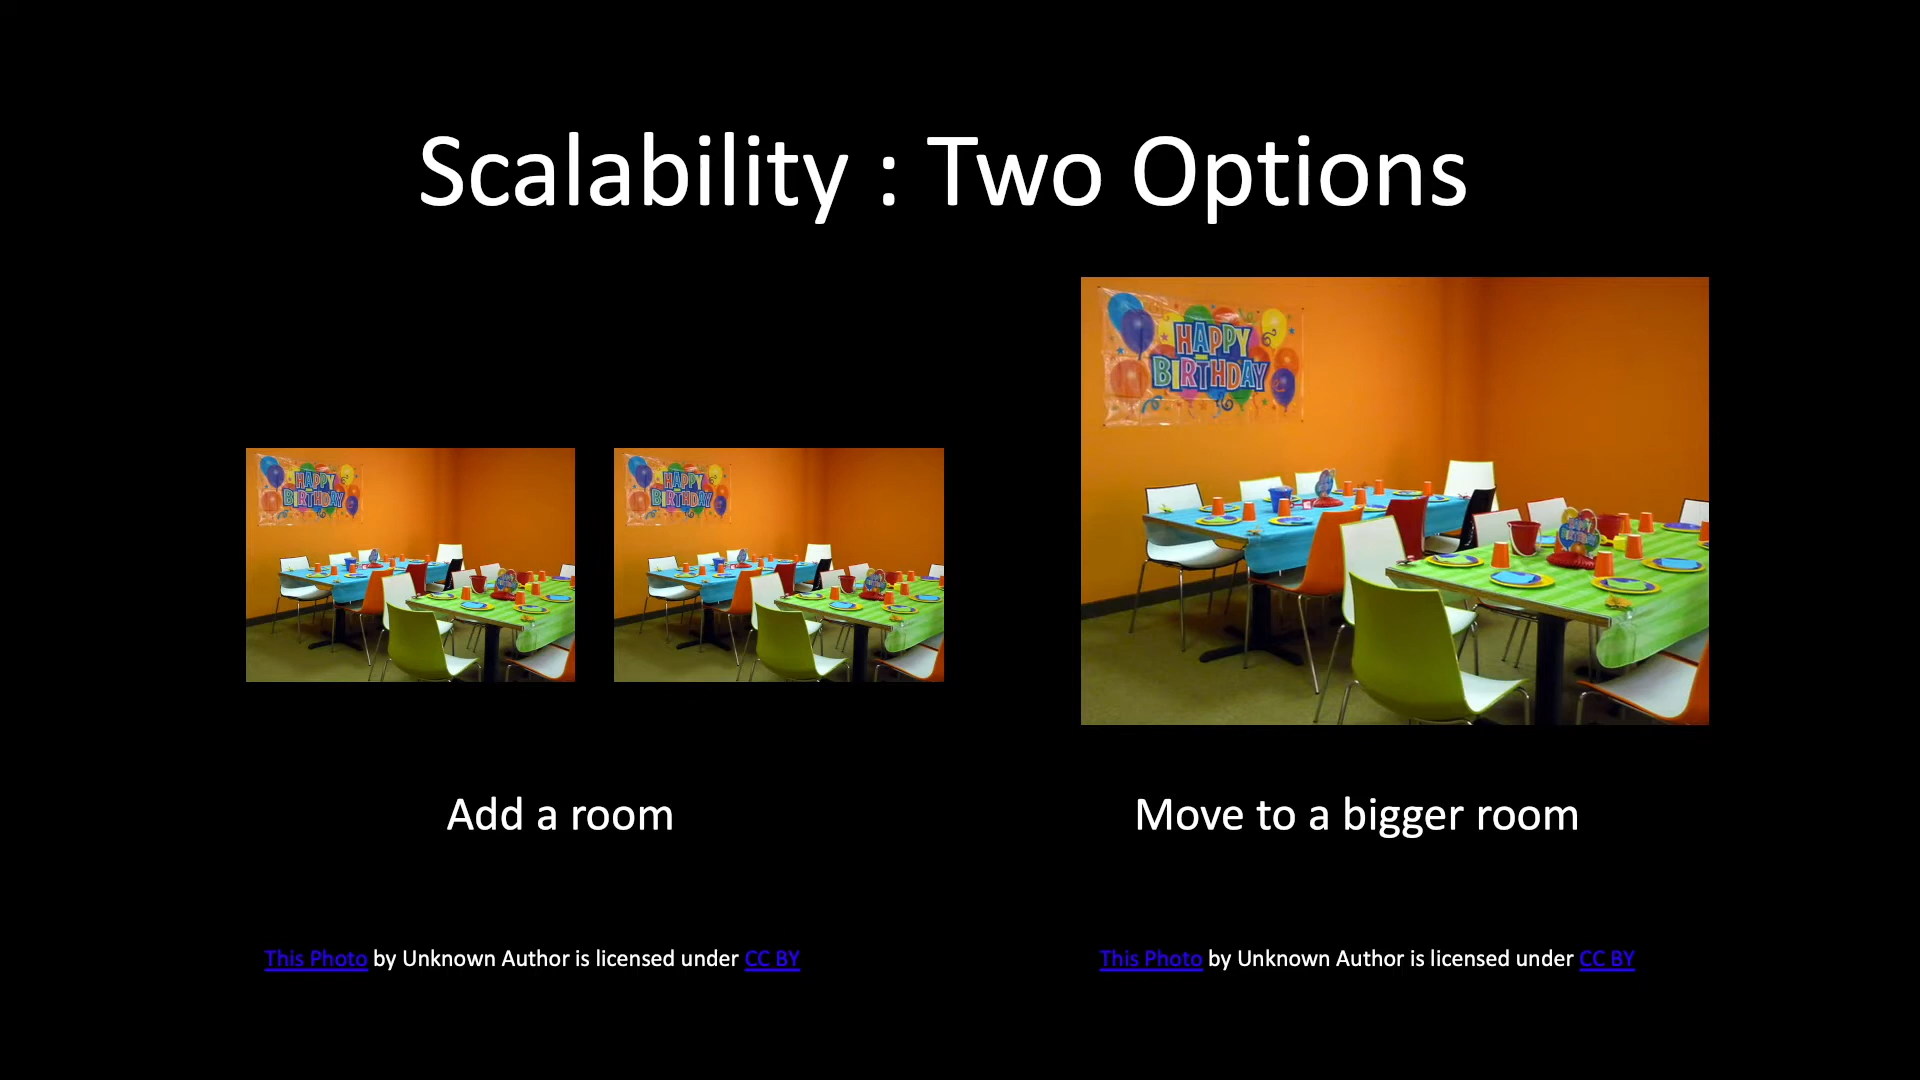 Scalability : Two Options
HAPPY
BIRTHDAY
HAPPY
BIRTHDAY
HAPPY
BIRTHDAY
Add a room
Move to a bigger room
This Photo by Unknown Author is licensed under CC BY
This Photo by Unknown Author is licensed under CC BY